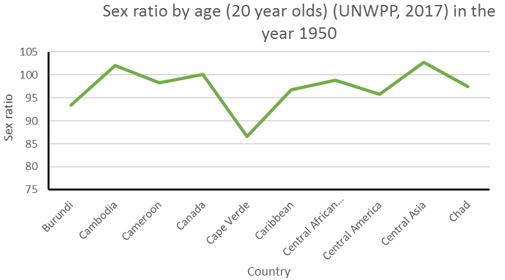 Sex ratio by age (20 year olds) (UNWPP, 2017) in the
year 1950
105
100
95
90
85
80
75
Sex ratio
Burundi
Cambodia
Cameroon
Canada
Cape Verde
Caribbean
Central African...
Central America
Central Asia
Chad
Country